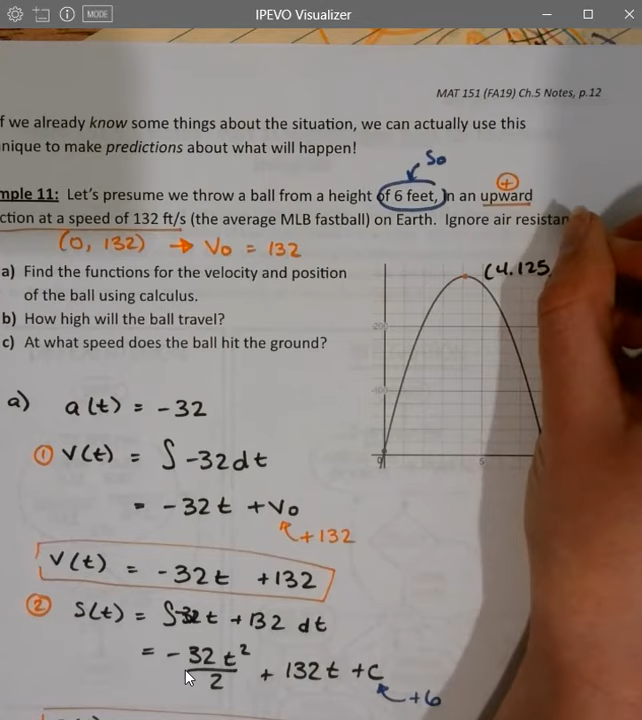 IPEVO Visualizer
MODE
MAT 151 (FA19) Ch.5 Notes, p.12
f we already know some things about the situation, we can actually use this
nique to make predictions about what will happen!
So
mple 11: Let's presume we throw a ball from a height of 6 feet, in an upward
+
ction at a speed of 132 ft/s (the average MLB fastball) on Earth. Ignore air resistan
(0, 132) → V₀ = 132
a) Find the functions for the velocity and position
of the ball using calculus.
b) How high will the ball travel?
c) At what speed does the ball hit the ground?
(4.125,
200
100
0
5
a) a(t) = -32
① V(t) = ∫ -32dt
= -32t + V₀
+132
V(t) = -32t +132
② S(t) = ∫-32t + 132 dt
= - 32t²/2 + 132t + C
+6